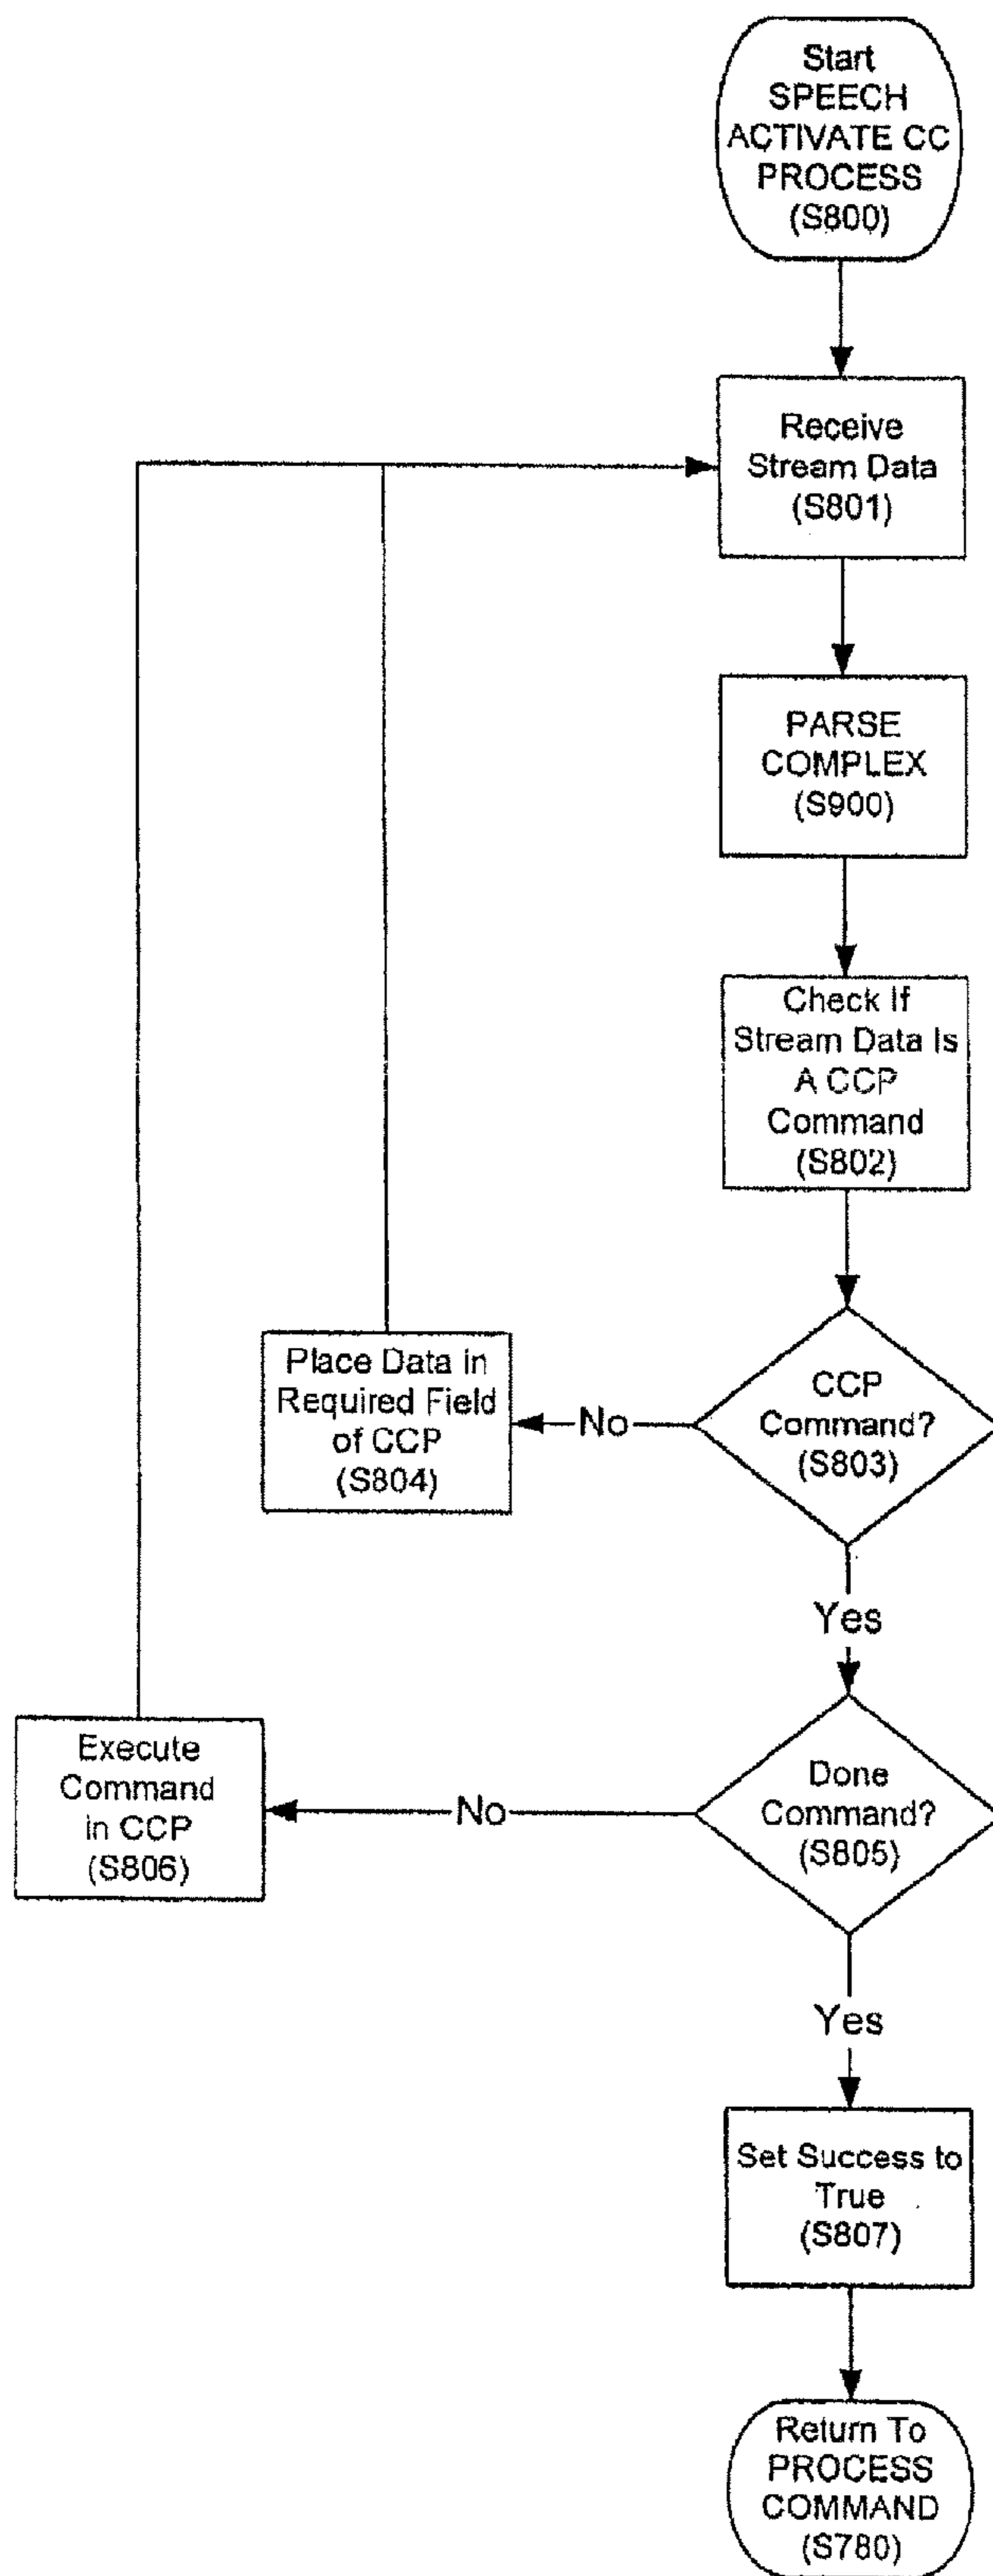 Start
SPEECH
ACTIVATE CC
PROCESS
(S800)
Receive
Stream Data
(S801)
PARSE
COMPLEX
(S900)
Check If
Stream Data Is
A CCP
Command
(S802)
CCP
Command?
(S803)
No
Place Data in
Required Field
of CCP
(S804)
Yes
Done
Command?
(S805)
No
Execute
Command
in CCP
(S806)
Yes
Set Success to
True
(S807)
Return To
PROCESS
COMMAND
(S780)